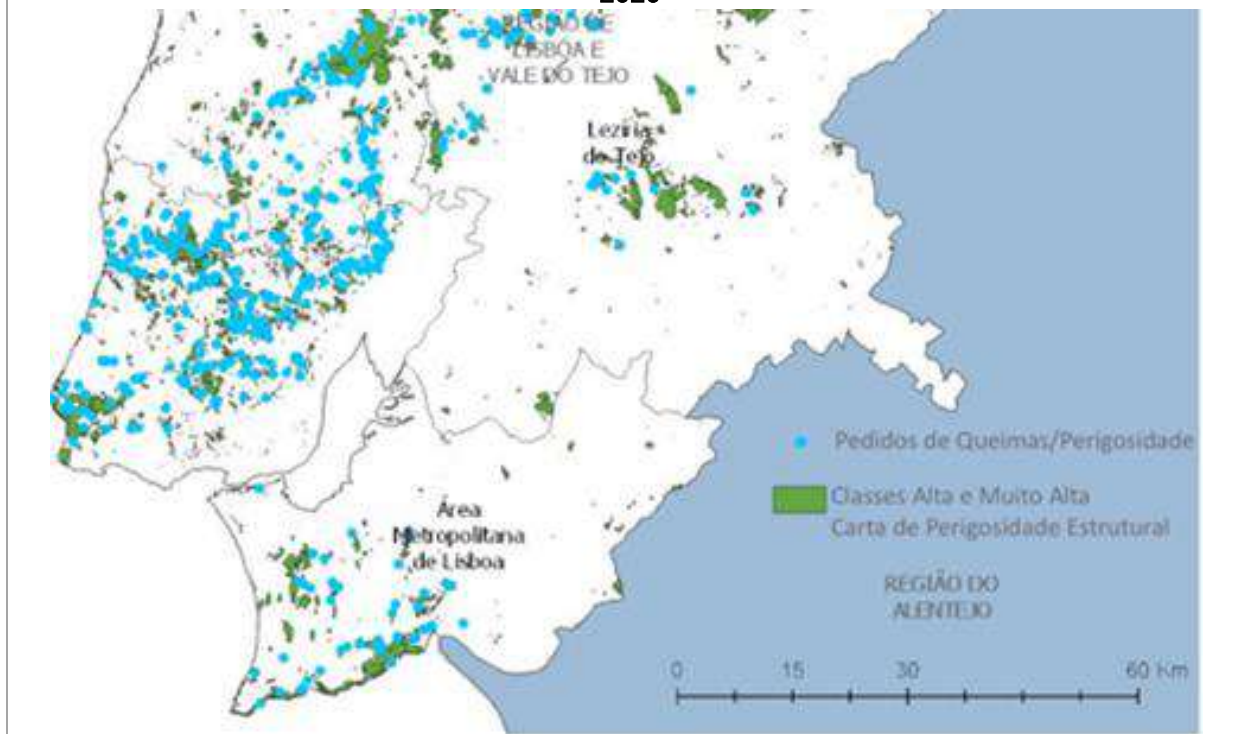 REGIÃO DE
LISBOA E
VALE DO TEJO
Lezíria
do Tejo
Pedidos de Queimas/Perigosidade
Classes Alta e Muito Alta
Carta de Perigosidade Estrutural
Área
Metropolitana
de Lisboa
REGIÃO DO
ALENTEJO
0 15 30 60 Km